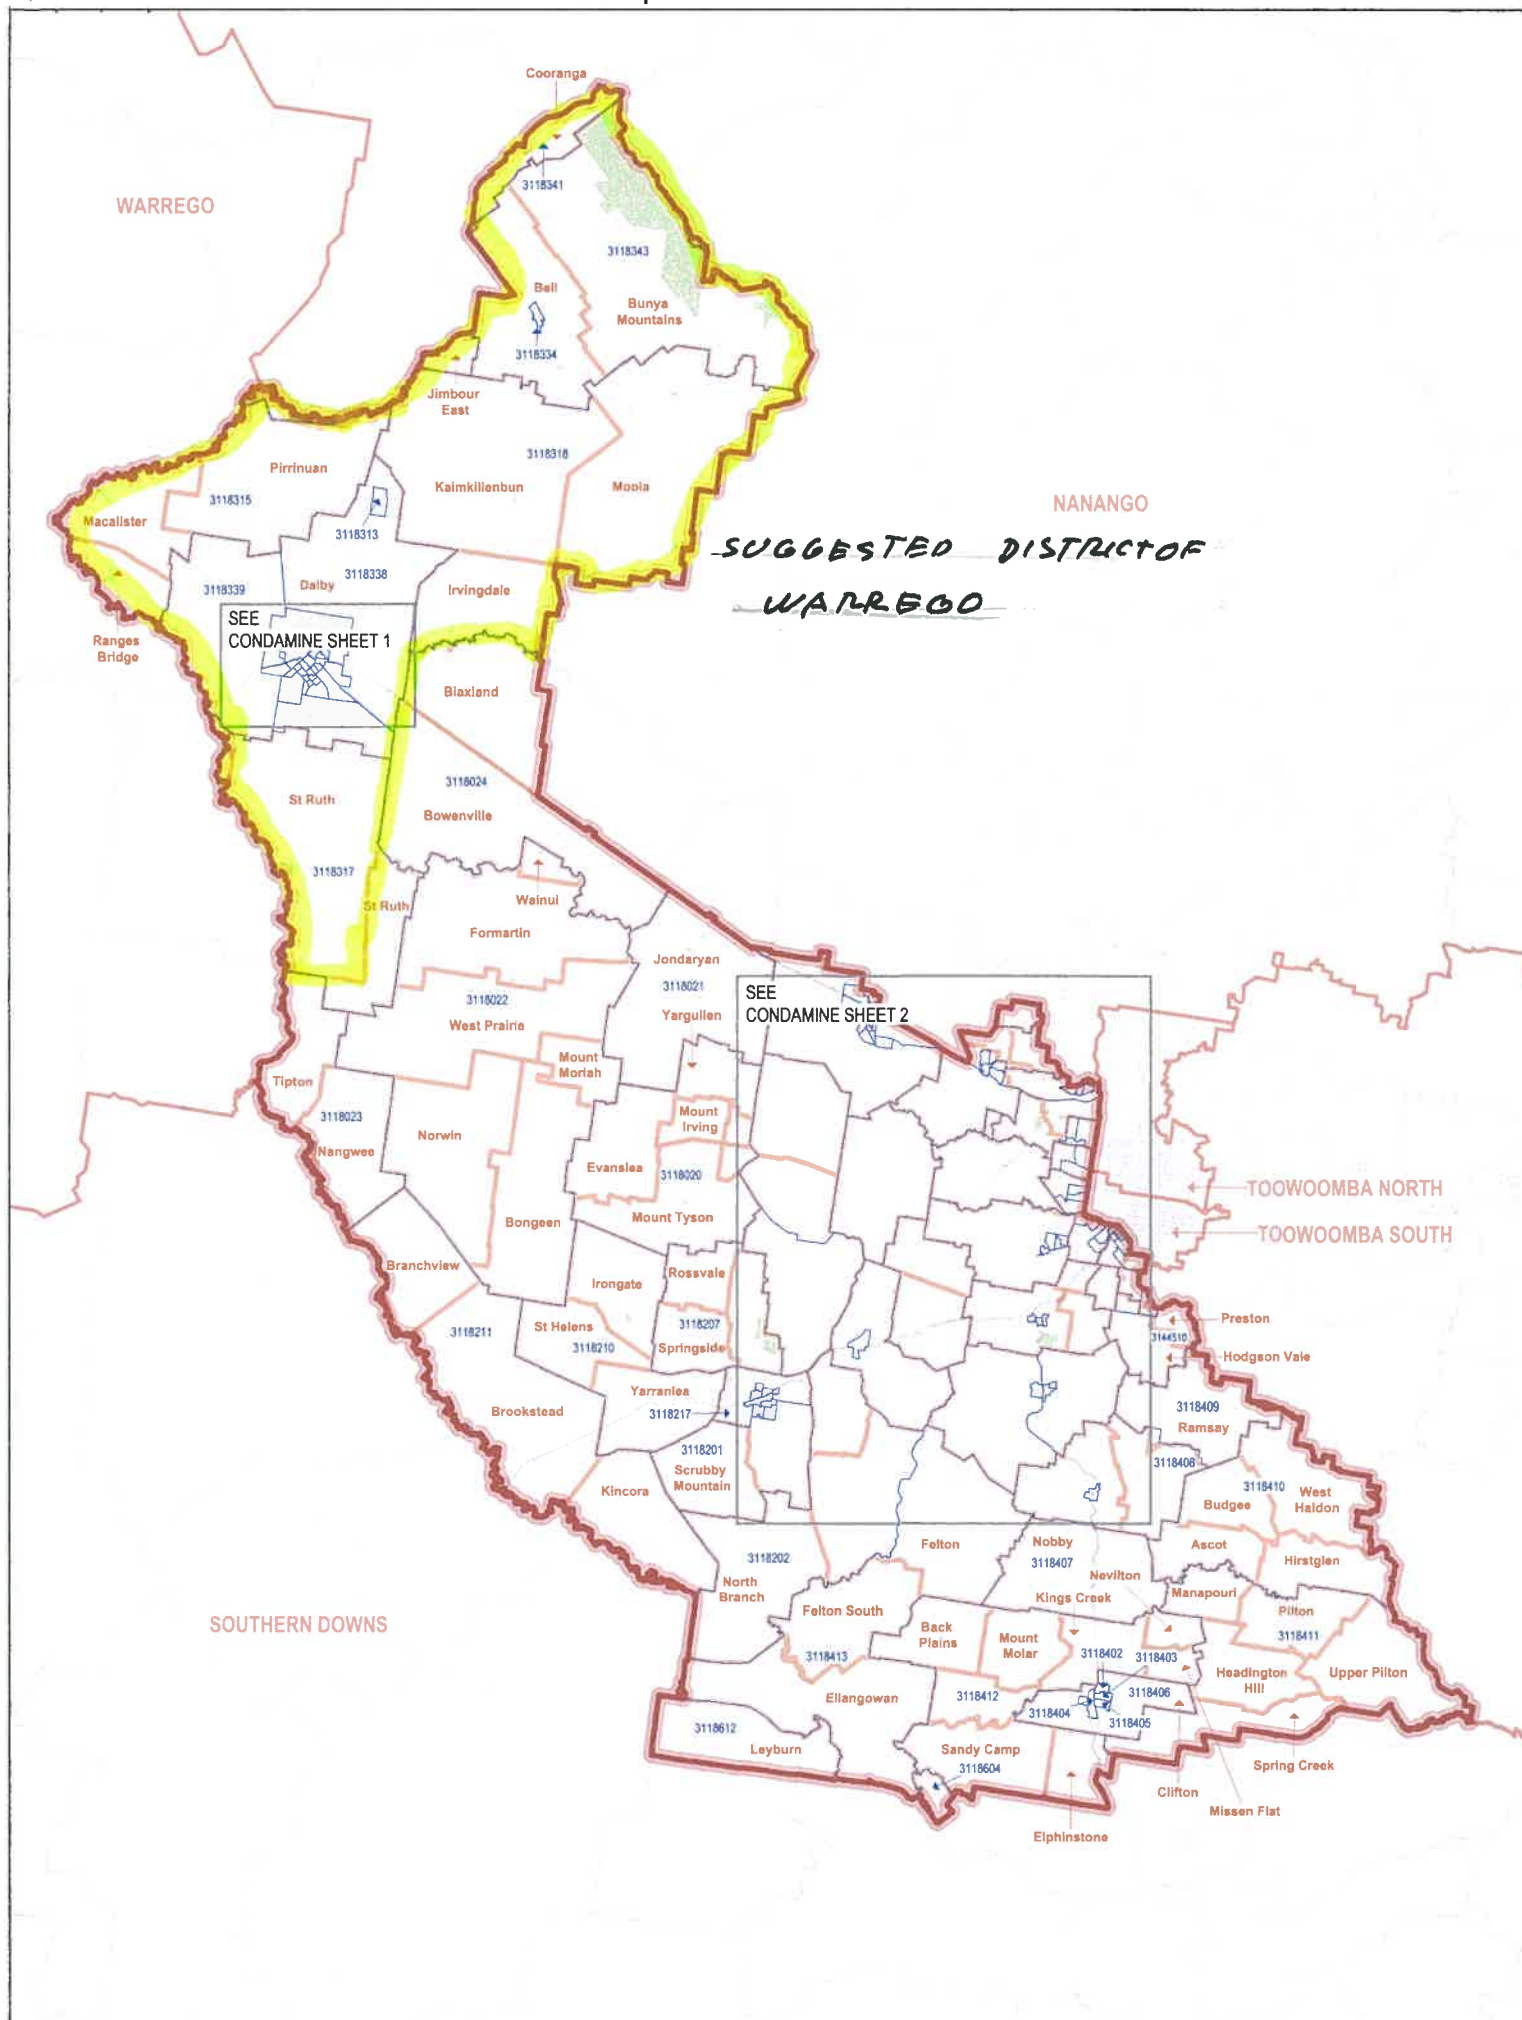 Cooranga
WARREGO
3118341
3118343
Bell
Bunya
Mountains
3118334
Jimbour
East
3118316
Pirrinuan
Kaimkillenbun
Moola
3118315
NANANGO
Macalister
3118313
SUGGESTED DISTRICT OF
WARREGO
3118338
Dalby
3118339
Irvingdale
SEE
CONDAMINE SHEET 1
Ranges
Bridge
Blaxland
3118024
St Ruth
Bowenville
3118317
Wainui
St Ruth
Formartin
Jondaryan
3118021
SEE
CONDAMINE SHEET 2
3118022
Yargullen
West Prairie
Mount
Moriah
Tipton
3118023
Mount
Irving
Norwin
Nangwee
Evanslea
3118020
TOOWOOMBA NORTH
Mount Tyson
Bongeen
TOOWOOMBA SOUTH
Branchview
Rossvale
Irongate
Preston
St Helens
3118207
3118211
3144510
3118210
Springside
Hodgson Vale
Yarranlea
Brookstead
3118217
3118409
Ramsay
3118201
Scrubby
Mountain
3118408
Kincora
3118410
West
Haldon
Budgee
Felton
Nobby
Ascot
3118202
3118407
Hirstglen
Nevilton
North
Branch
Kings Creek
Manapouri
Felton South
Pilton
SOUTHERN DOWNS
Back
Plains
Mount
Molar
3118411
3118402
3118403
3118413
Headington
Hill
Upper Pilton
Ellangowan
3118412
3118406
3118404
3118405
3118612
Leyburn
Sandy Camp
3118604
Spring Creek
Clifton
Missen Flat
Elphinstone